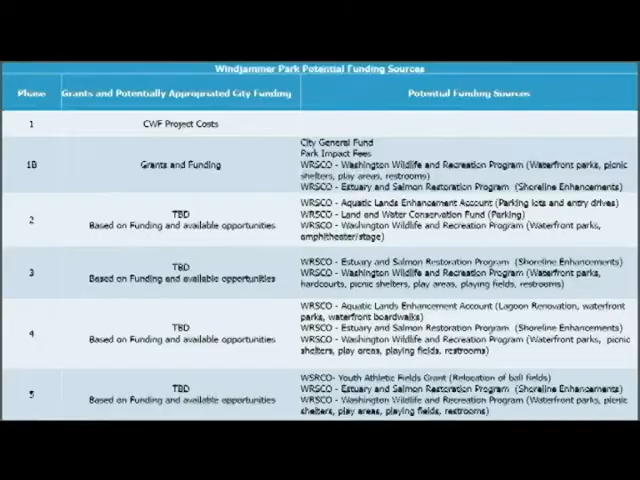 Windjammer Park Potential Funding Sources
Phase
Grants and Potentially Appropriated City Funding
Potential Funding Sources
1
CWF Project Costs
1B
Grants and Funding
City General Fund
Park Impact Fees
WRSCO - Washington Wildlife and Recreation Program (Waterfront parks, picnic
shelters, play areas, restrooms)
WRSCO - Estuary and Salmon Restoration Program (Shoreline Enhancements)
2
TBD
Based on Funding and available opportunities
WRSCO - Aquatic Lands Enhancement Account (Parking lots and entry drives)
WRSCO - Land and Water Conservation Fund (Parking)
WRSCO - Washington Wildlife and Recreation Program (Waterfront parks,
amphitheater/stage)
3
TBD
Based on Funding and available opportunities
WRSCO - Estuary and Salmon Restoration Program (Shoreline Enhancements)
WRSCO - Washington Wildlife and Recreation Program (Waterfront parks,
hardcourts, picnic shelters, play areas, playing fields, restrooms)
4
TBD
Based on Funding and available opportunities
WRSCO - Aquatic Lands Enhancement Account (Lagoon Renovation, waterfront
parks, waterfront boardwalks)
WRSCO - Estuary and Salmon Restoration Program (Shoreline Enhancements)
WRSCO - Washington Wildlife and Recreation Program (Waterfront parks, picnic
shelters, play areas, playing fields, restrooms)
5
TBD
Based on Funding and available opportunities
WSRCO- Youth Athletic Fields Grant (Relocation of ball fields)
WRSCO - Estuary and Salmon Restoration Program (Shoreline Enhancements)
WRSCO - Washington Wildlife and Recreation Program (Waterfront parks, picnic
shelters, play areas, playing fields, restrooms)